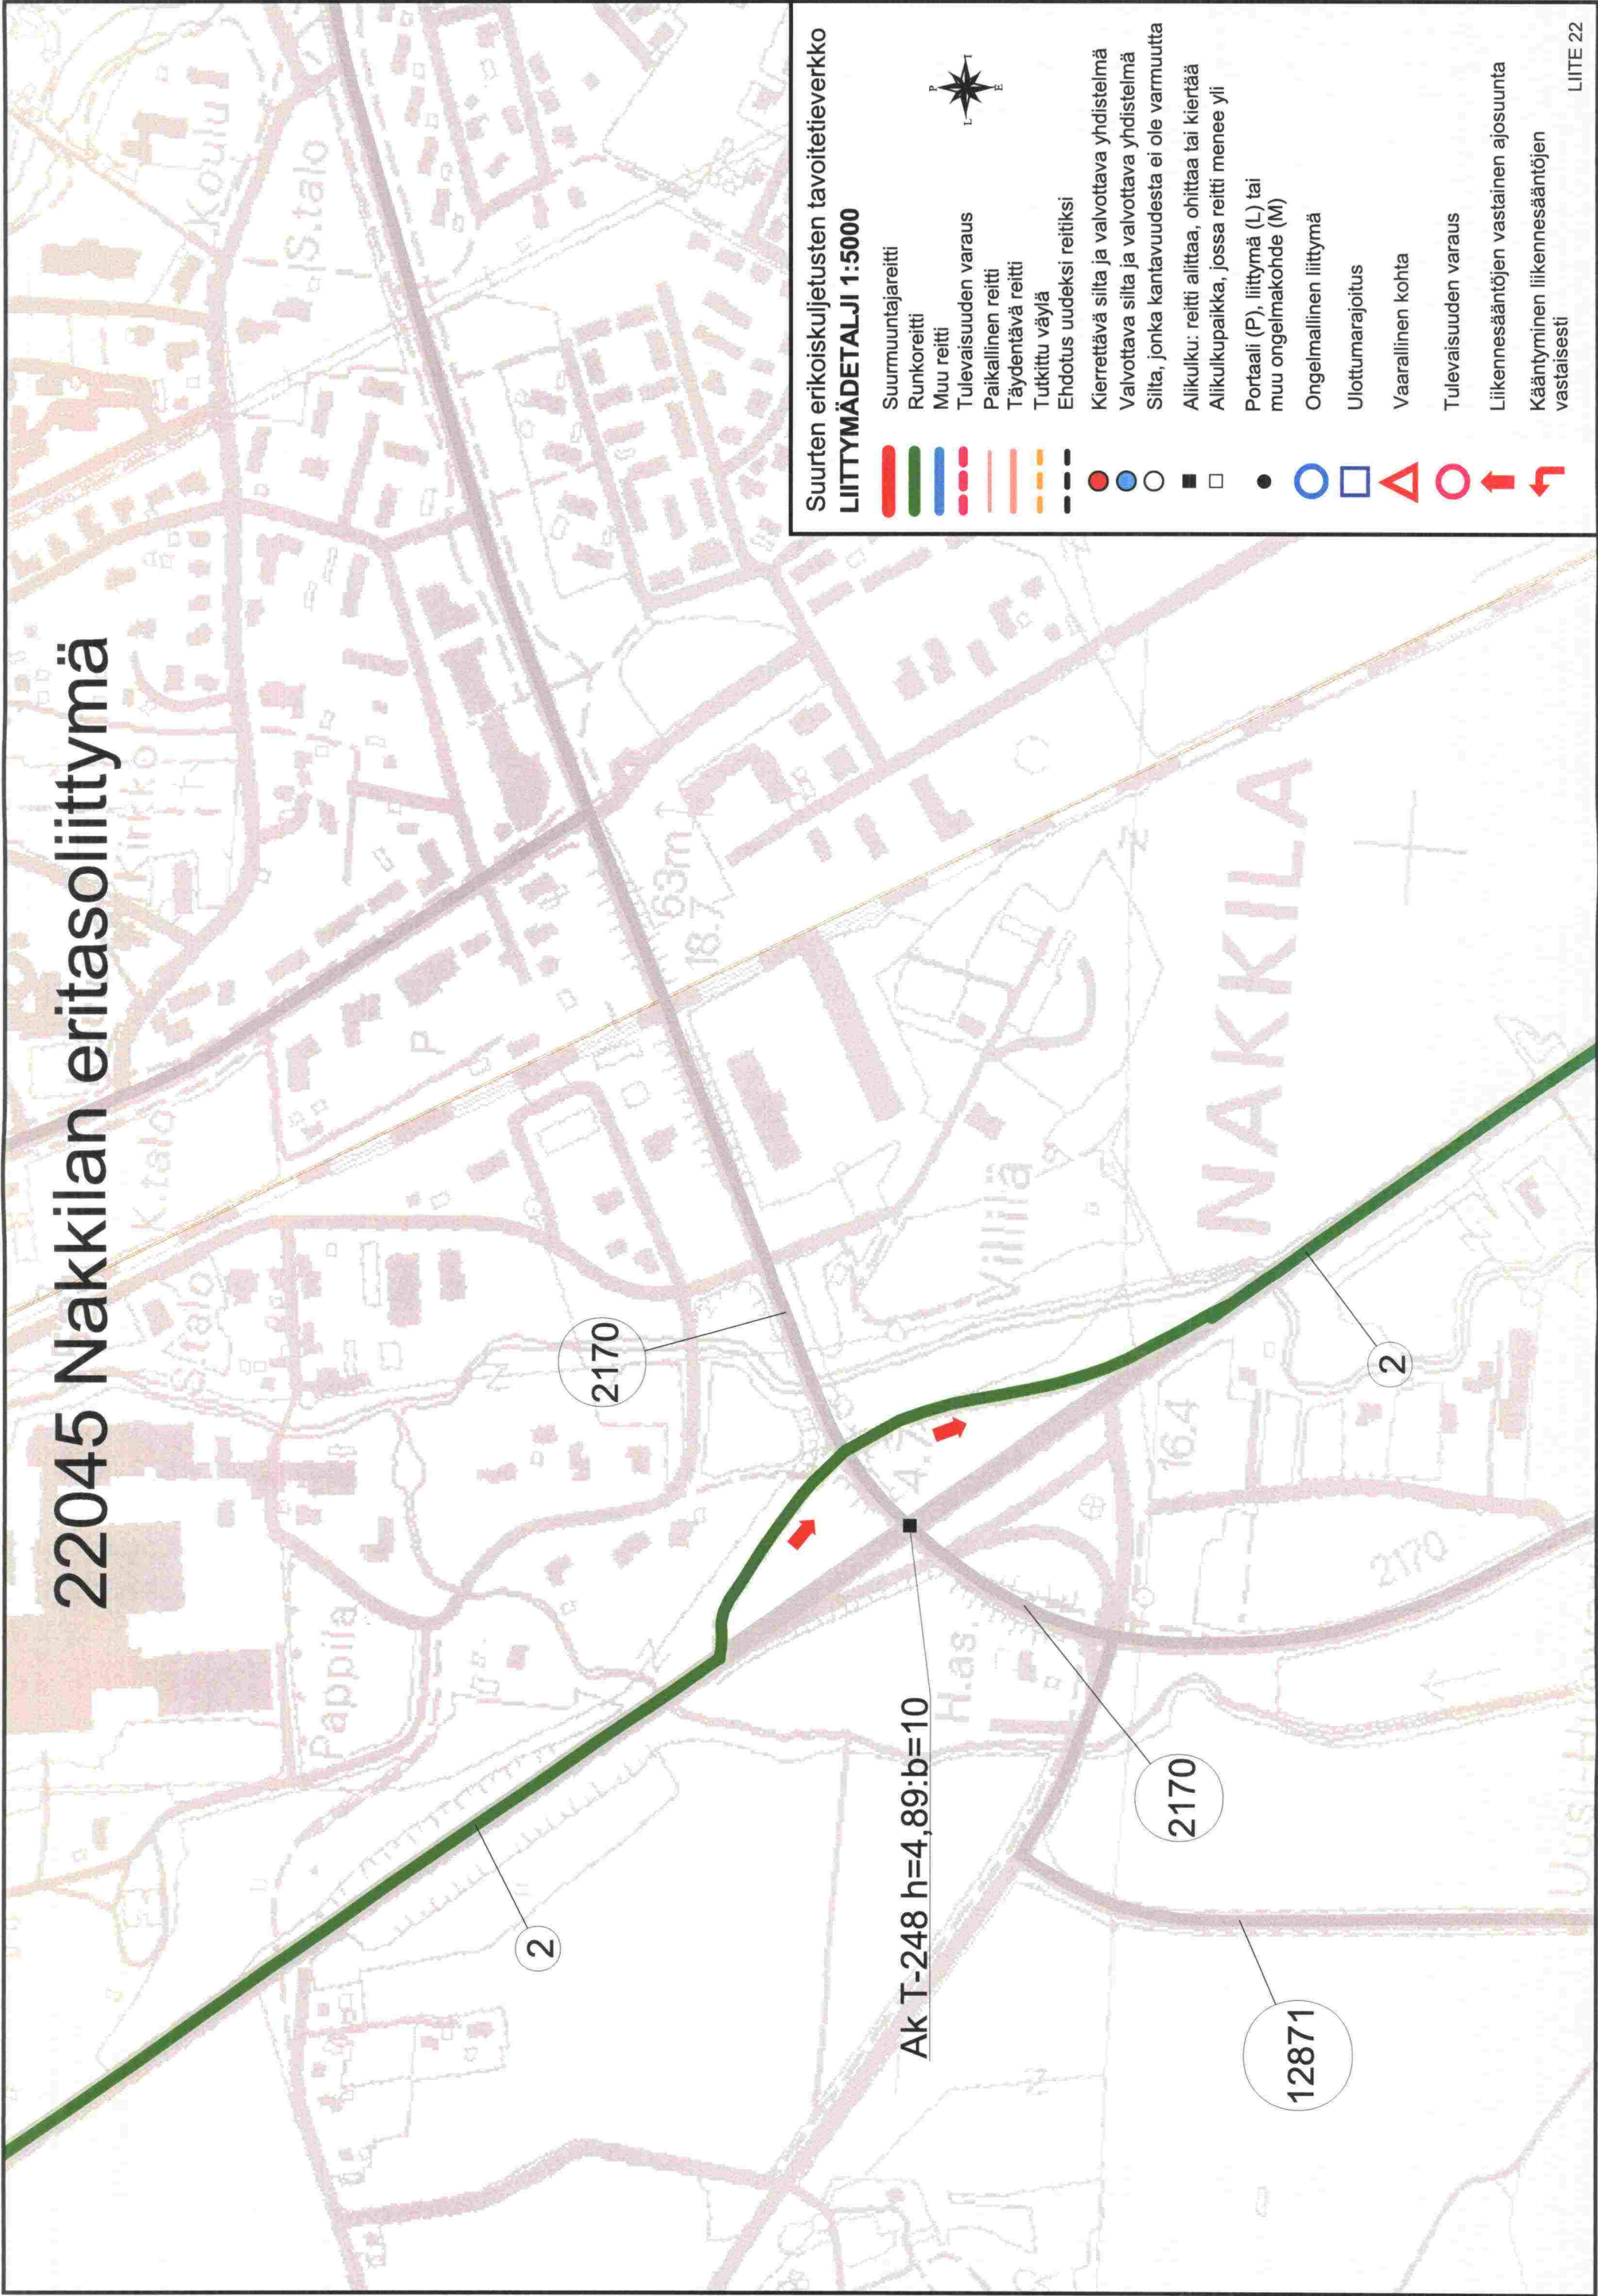 22045 Nakkilan eritasoliittymä
Koulu
S.talo
Kirkko
K.talo
S.talo
P
63m
18.7
Pappila
2170
Villilä
NAKKILA
2
4.7
16.4
2
H.as.
2170
2170
Ak T-248 h=4,89:b=10
12871
Suurten erikoiskuljetusten tavoitetieverkko
LIITTYMÄDETALJI 1:5000
P
L
I
E
Suurmuuntajareitti
Runkoreitti
Muu reitti
Tulevaisuuden varaus
Paikallinen reitti
Täydentävä reitti
Tutkittu väylä
Ehdotus uudeksi reitiksi
Kierrettävä silta ja valvottava yhdistelmä
Valvottava silta ja valvottava yhdistelmä
Silta, jonka kantavuudesta ei ole varmuutta
Alikulku: reitti alittaa, ohittaa tai kiertää
Alikulkupaikka, jossa reitti menee yli
Portaali (P), liittymä (L) tai
muu ongelmakohde (M)
Ongelmallinen liittymä
Ulottumarajoitus
Vaarallinen kohta
Tulevaisuuden varaus
Liikennesääntöjen vastainen ajosuunta
Kääntyminen liikennesääntöjen
vastaisesti
LIITE 22